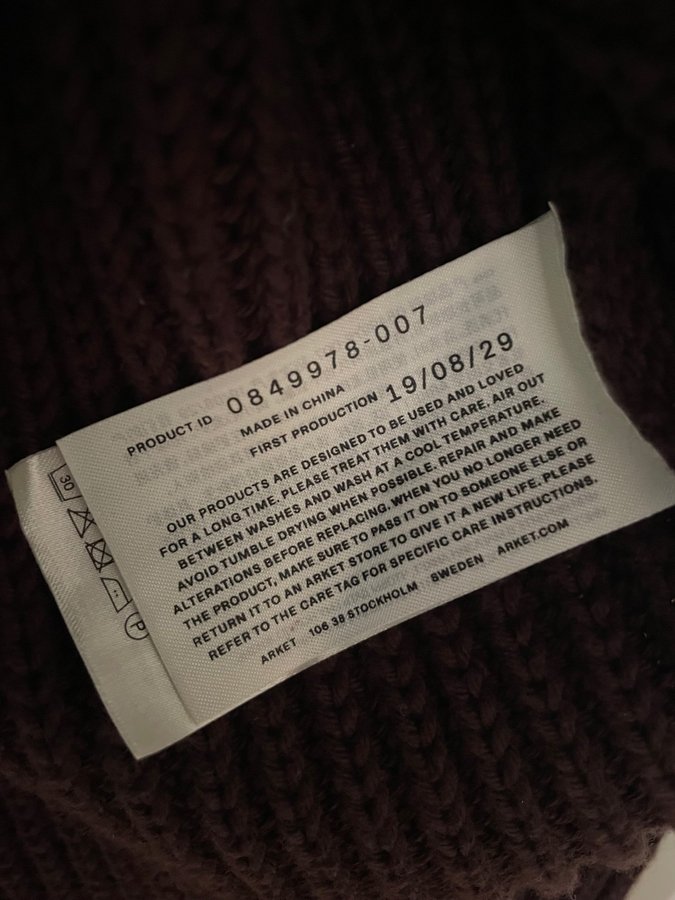 PRODUCT ID 0849978-007
MADE IN CHINA
FIRST PRODUCTION 19/08/29
OUR PRODUCTS ARE DESIGNED TO BE USED AND LOVED
FOR A LONG TIME. PLEASE TREAT THEM WITH CARE. AIR OUT
BETWEEN WASHES AND WASH AT A COOL TEMPERATURE.
AVOID TUMBLE DRYING WHEN POSSIBLE. REPAIR AND MAKE
ALTERATIONS BEFORE REPLACING. WHEN YOU NO LONGER NEED
THE PRODUCT, MAKE SURE TO PASS IT ON TO SOMEONE ELSE OR
RETURN IT TO AN ARKET STORE TO GIVE IT A NEW LIFE. PLEASE
REFER TO THE CARE TAG FOR SPECIFIC CARE INSTRUCTIONS.
ARKET 106 38 STOCKHOLM SWEDEN ARKET.COM
30
P